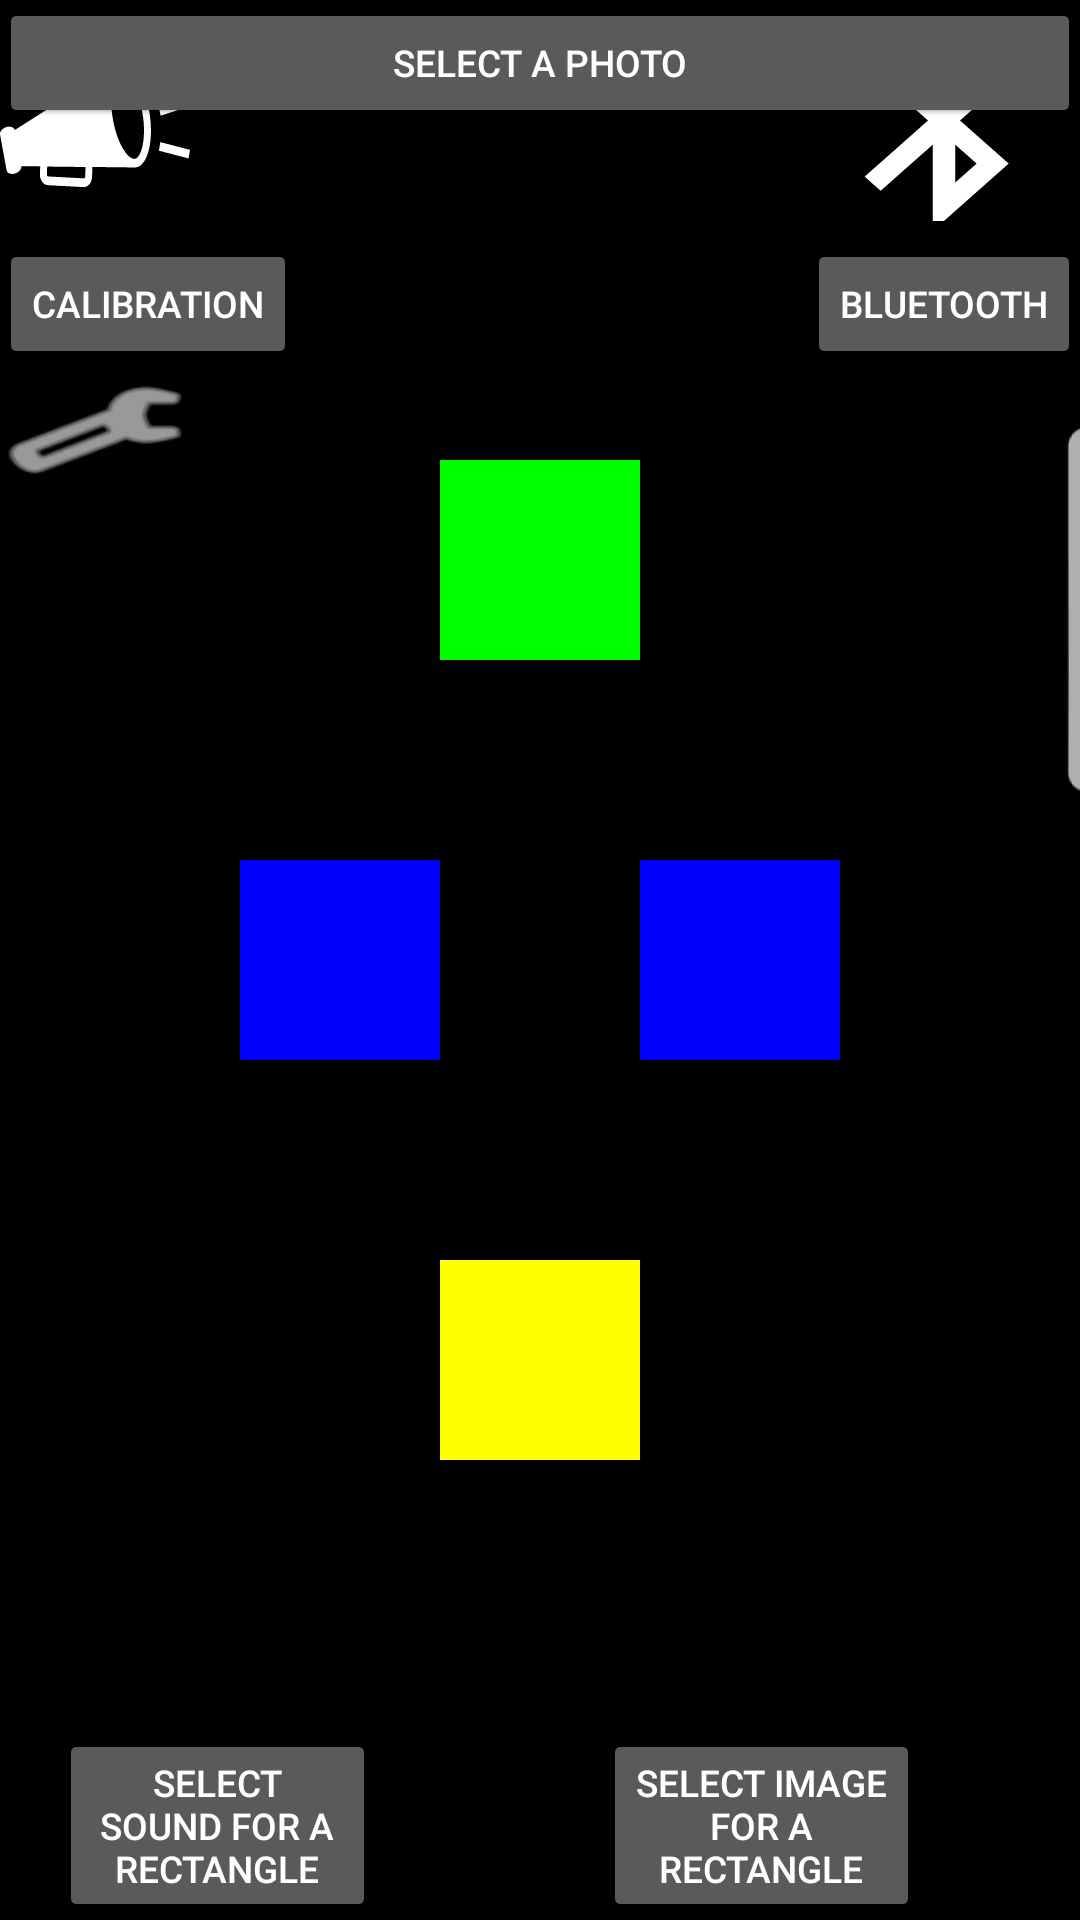 SELECT A PHOTO
CALIBRATION
BLUETOOTH
SELECT
SOUND FOR A
RECTANGLE
SELECT IMAGE
FOR A
RECTANGLE